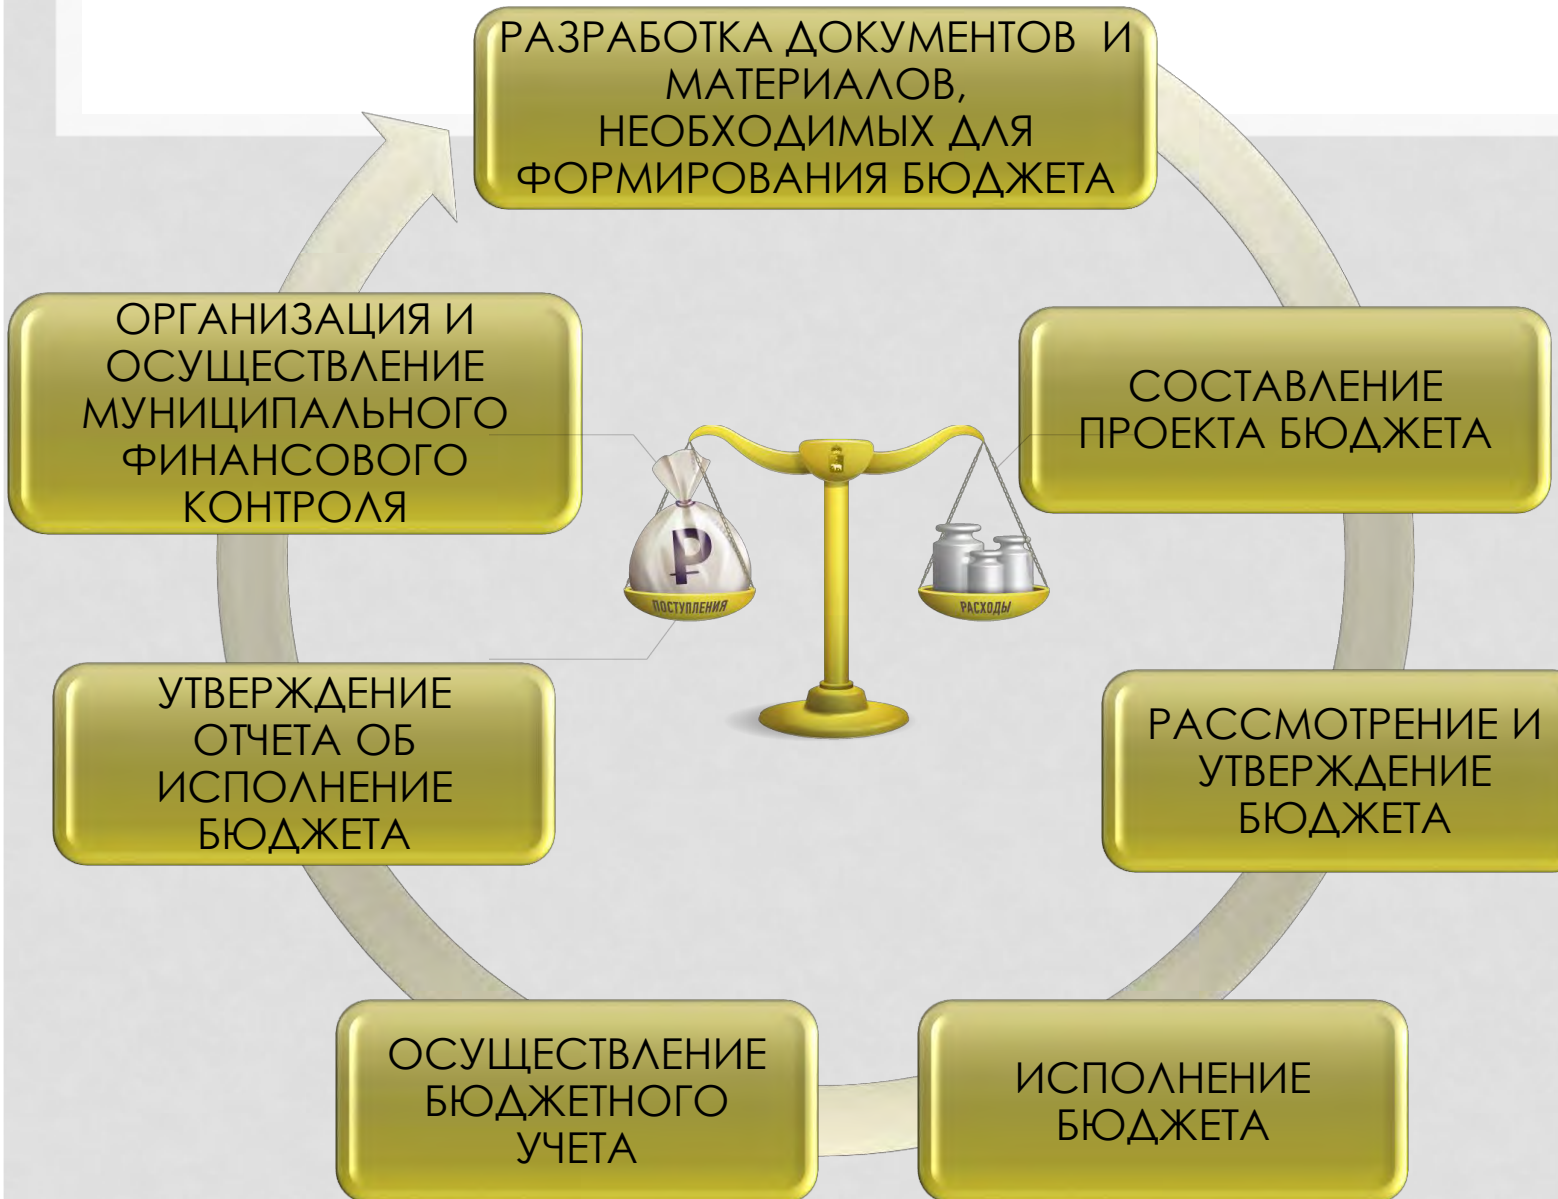 РАЗРАБОТКА ДОКУМЕНТОВ И
МАТЕРИАЛОВ,
НЕОБХОДИМЫХ ДЛЯ
ФОРМИРОВАНИЯ БЮДЖЕТА
СОСТАВЛЕНИЕ
ПРОЕКТА БЮДЖЕТА
РАССМОТРЕНИЕ И
УТВЕРЖДЕНИЕ
БЮДЖЕТА
ИСПОЛНЕНИЕ
БЮДЖЕТА
ОСУЩЕСТВЛЕНИЕ
БЮДЖЕТНОГО
УЧЕТА
УТВЕРЖДЕНИЕ
ОТЧЕТА ОБ
ИСПОЛНЕНИЕ
БЮДЖЕТА
ОРГАНИЗАЦИЯ И
ОСУЩЕСТВЛЕНИЕ
МУНИЦИПАЛЬНОГО
ФИНАНСОВОГО
КОНТРОЛЯ
ПОСТУПЛЕНИЯ
РАСХОДЫ